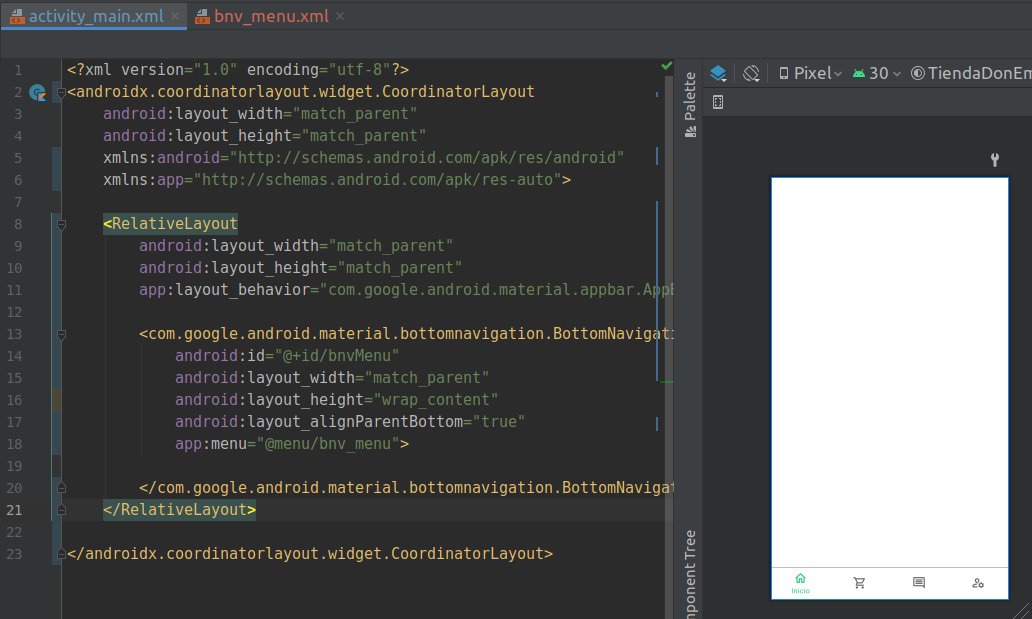 activity_main.xml
bnv_menu.xml
1 <?xml version="1.0" encoding="utf-8"?>
2 <androidx.coordinatorlayout.widget.CoordinatorLayout
3 android:layout_width="match_parent"
4 android:layout_height="match_parent"
5 xmlns:android="http://schemas.android.com/apk/res/android"
6 xmlns:app="http://schemas.android.com/apk/res-auto">
7
8 <RelativeLayout
9 android:layout_width="match_parent"
10 android:layout_height="match_parent"
11 app:layout_behavior="com.google.android.material.appbar.AppB
12
13 <com.google.android.material.bottomnavigation.BottomNavigati
14 android:id="@+id/bnvMenu"
15 android:layout_width="match_parent"
16 android:layout_height="wrap_content"
17 android:layout_alignParentBottom="true"
18 app:menu="@menu/bnv_menu">
19
20 </com.google.android.material.bottomnavigation.BottomNavigat
21 </RelativeLayout>
22
23 </androidx.coordinatorlayout.widget.CoordinatorLayout>
Palette
mponent Tree
Pixel
30
TiendaDonEm
Inicio